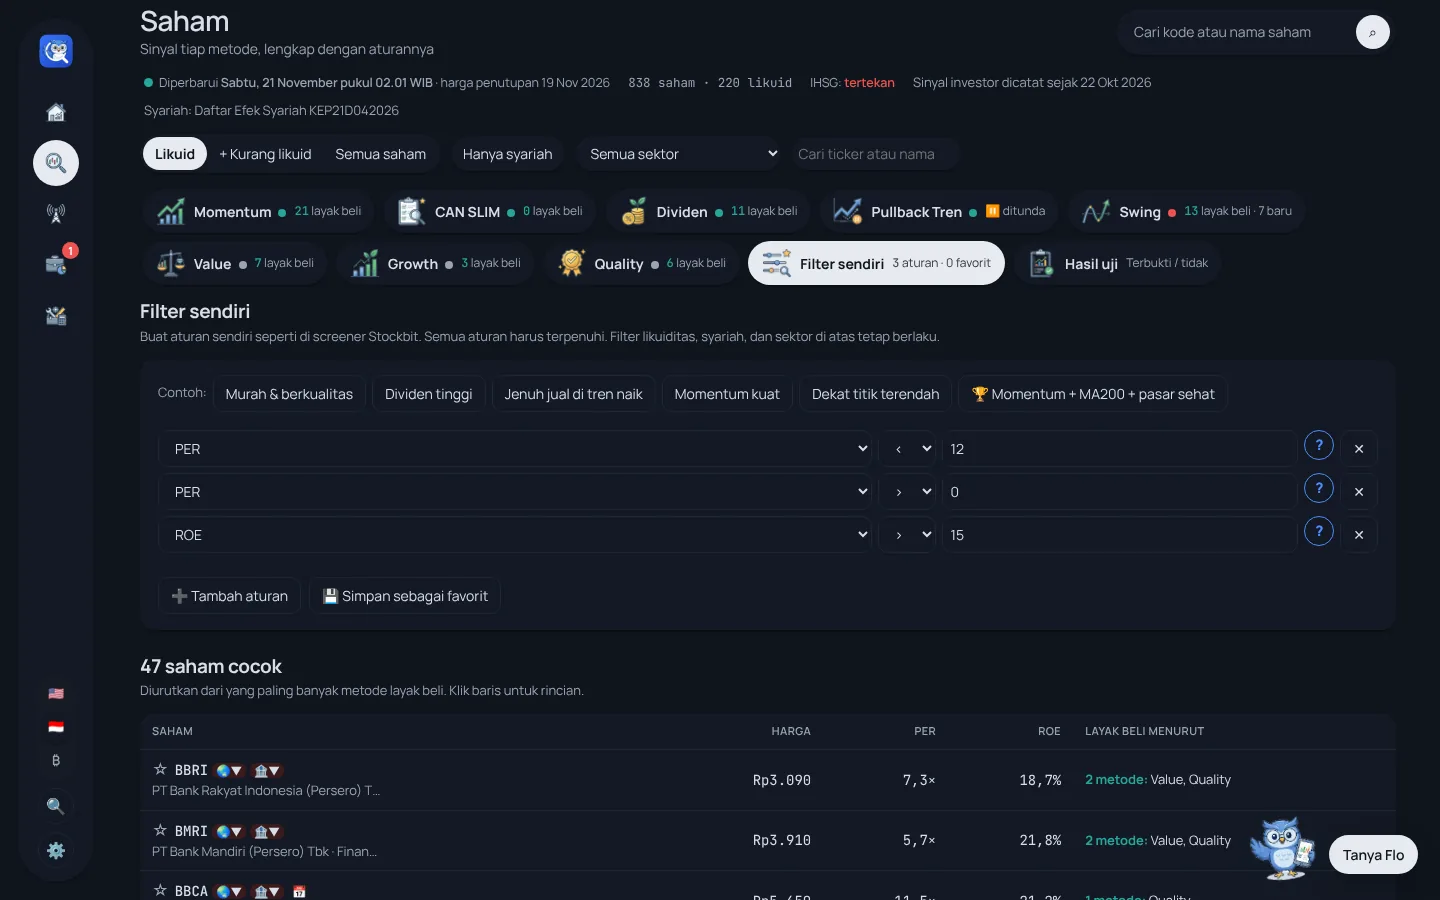 Saham
Sinyal tiap metode, lengkap dengan aturannya
Cari kode atau nama saham
Diperbarui Sabtu, 21 November pukul 02.01 WIB · harga penutupan 19 Nov 2026 838 saham · 220 likuid IHSG: tertekan Sinyal investor dicatat sejak 22 Okt 2026
Syariah: Daftar Efek Syariah KEP21D042026
Likuid + Kurang likuid Semua saham Hanya syariah Semua sektor Cari ticker atau nama
Momentum 21 layak beli CAN SLIM 0 layak beli Dividen 11 layak beli Pullback Tren ditunda Swing 13 layak beli · 7 baru
1
Value 7 layak beli Growth 3 layak beli Quality 6 layak beli Filter sendiri 3 aturan · 0 favorit Hasil uji Terbukti / tidak
Filter sendiri
Buat aturan sendiri seperti di screener Stockbit. Semua aturan harus terpenuhi. Filter likuiditas, syariah, dan sektor di atas tetap berlaku.
Contoh: Murah & berkualitas Dividen tinggi Jenuh jual di tren naik Momentum kuat Dekat titik terendah 🏆 Momentum + MA200 + pasar sehat
PER < 12 ? ×
PER > 0 ? ×
ROE > 15 ? ×
➕ Tambah aturan 💾 Simpan sebagai favorit
47 saham cocok
Diurutkan dari yang paling banyak metode layak beli. Klik baris untuk rincian.
SAHAM HARGA PER ROE LAYAK BELI MENURUT
☆ BBRI 🌏▼ 🏦▼
PT Bank Rakyat Indonesia (Persero) T...
Rp3.090 7,3× 18,7% 2 metode: Value, Quality
☆ BMRI 🌏▼ 🏦▼
PT Bank Mandiri (Persero) Tbk · Finan...
Rp3.910 5,7× 21,8% 2 metode: Value, Quality
☆ BBCA 🌏▼ 🏦▼ 📅
1 metode: Quality
Tanya Flo